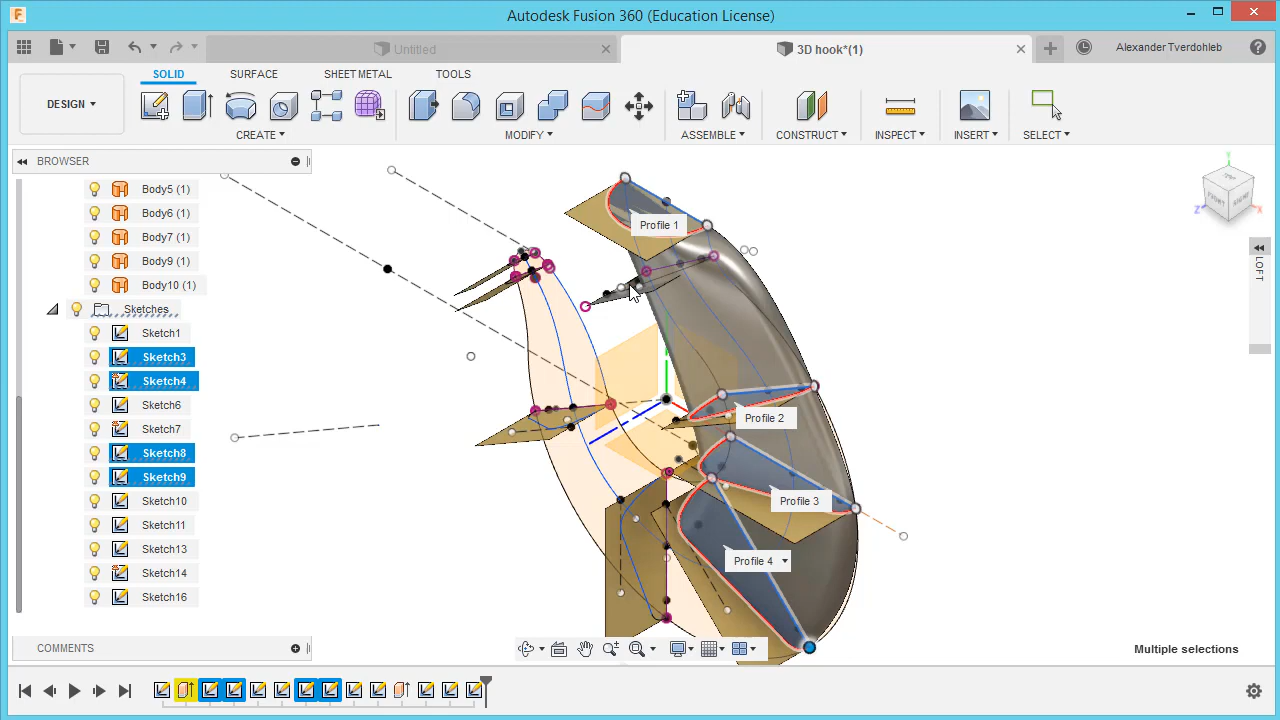 Autodesk Fusion 360 (Education License)
Untitled
3D hook*(1)
Alexander Tverdohleb
DESIGN
SOLID
SURFACE
SHEET METAL
TOOLS
CREATE
MODIFY
ASSEMBLE
CONSTRUCT
INSPECT
INSERT
SELECT
BROWSER
Body5 (1)
Body6 (1)
Body7 (1)
Body9 (1)
Body10 (1)
Sketches
Sketch1
Sketch3
Sketch4
Sketch6
Sketch7
Sketch8
Sketch9
Sketch10
Sketch11
Sketch13
Sketch14
Sketch16
Profile 1
Profile 2
Profile 3
Profile 4
LOFT
COMMENTS
Multiple selections